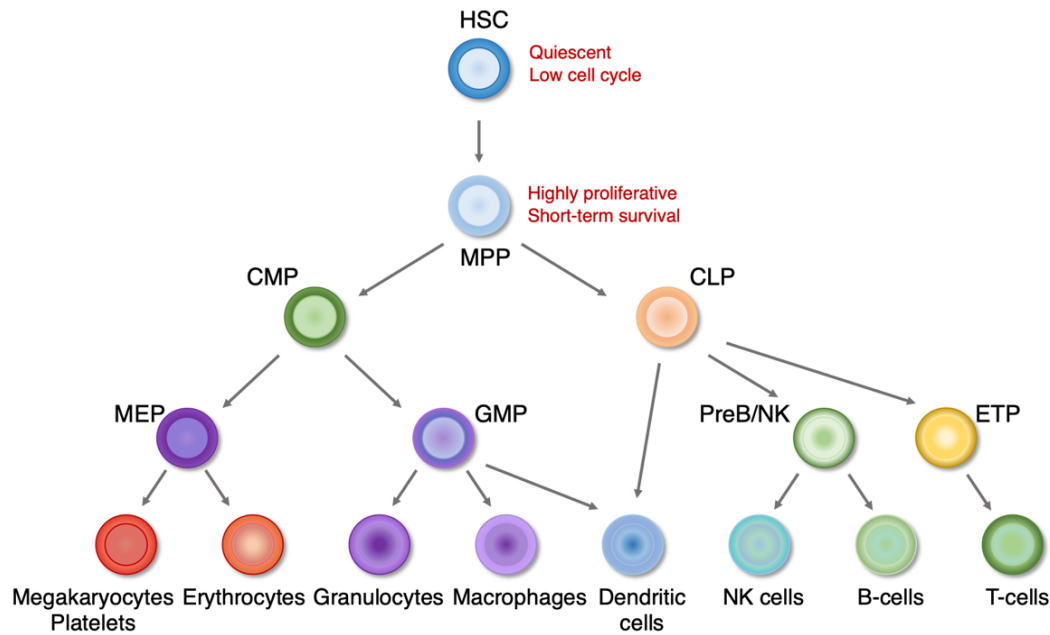 HSC
Quiescent
Low cell cycle
Highly proliferative
Short-term survival
MPP
CMP
CLP
MEP
GMP
PreB/NK
ETP
Megakaryocytes
Platelets
Erythrocytes
Granulocytes
Macrophages
Dendritic
cells
NK cells
B-cells
T-cells